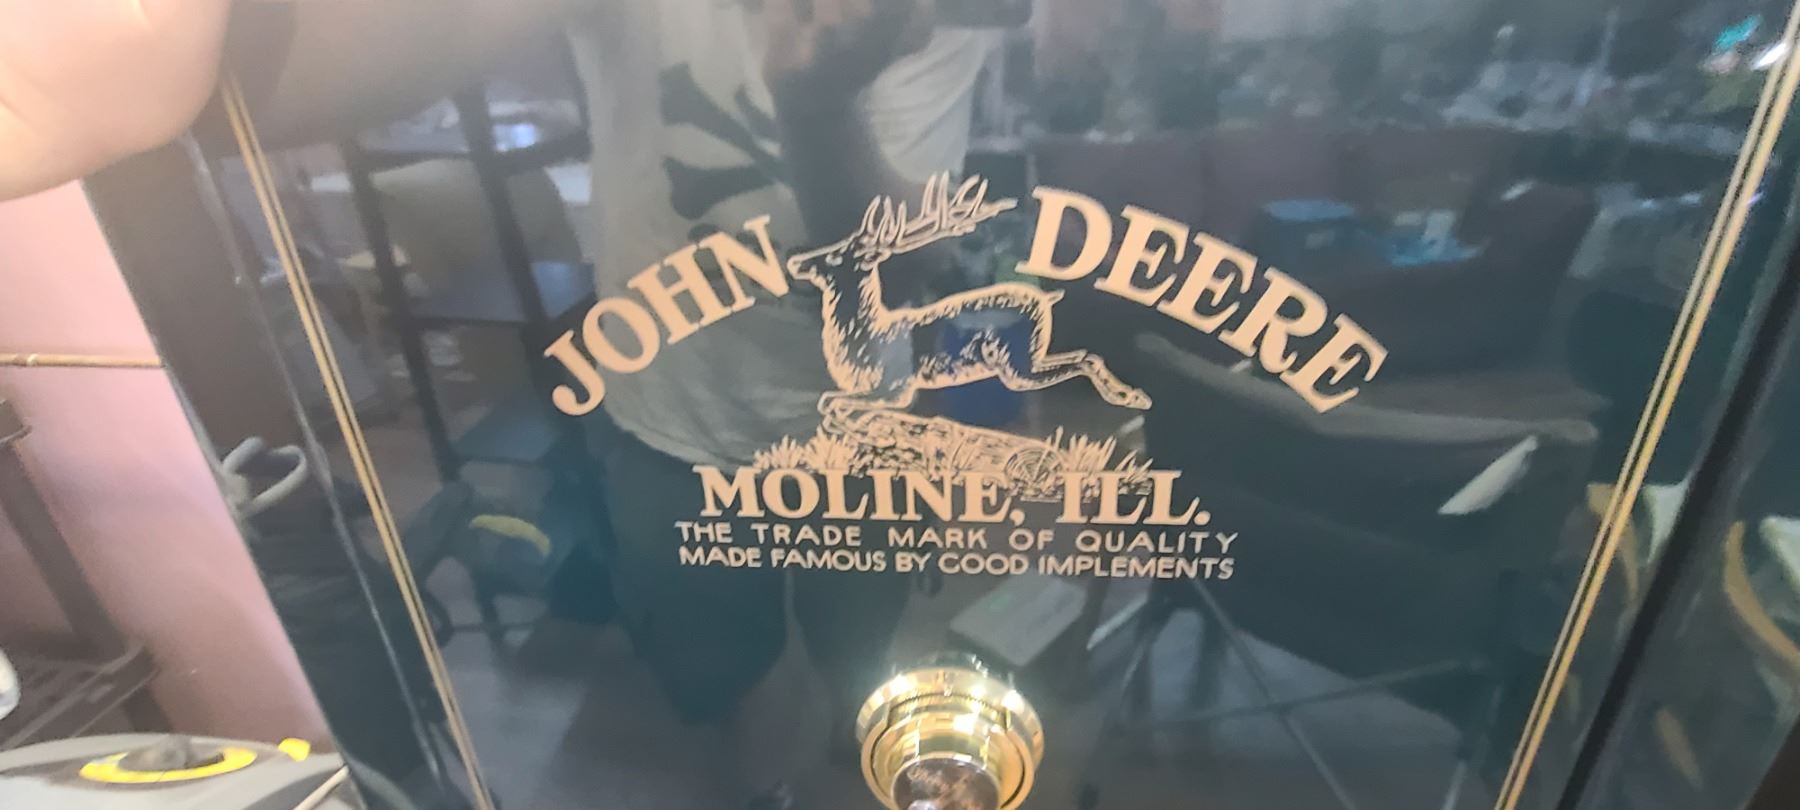 JOHN DEERE
MOLINE, ILL.
THE TRADE MARK OF QUALITY
MADE FAMOUS BY GOOD IMPLEMENTS